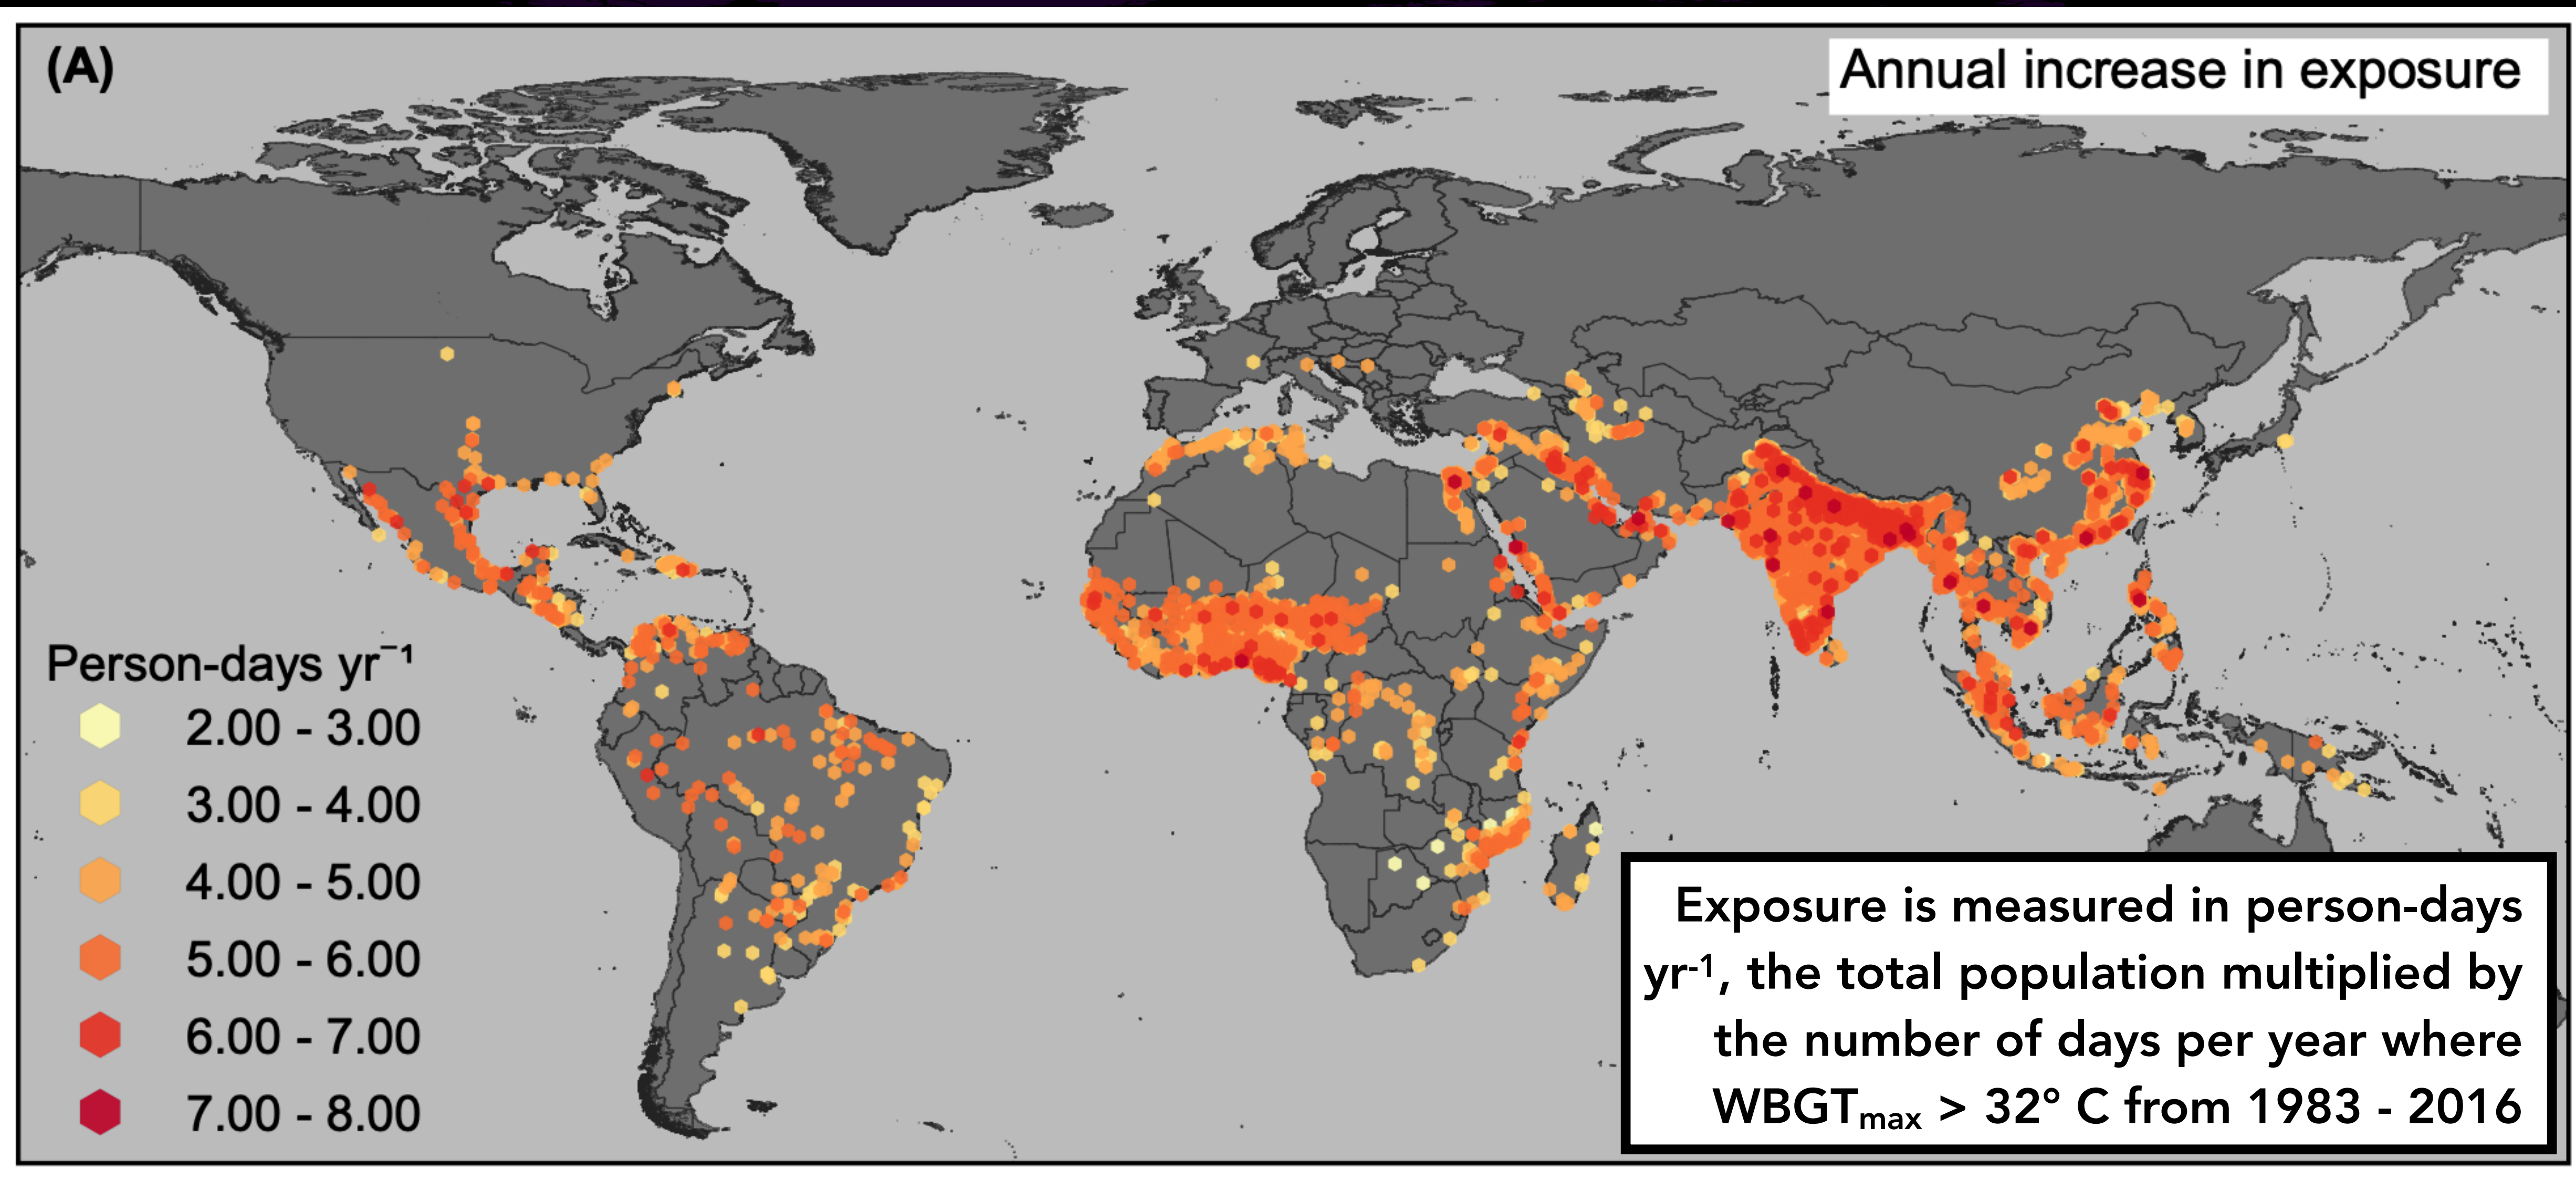 (A)
Annual increase in exposure
Person-days yr⁻¹
2.00 - 3.00
3.00 - 4.00
4.00 - 5.00
5.00 - 6.00
6.00 - 7.00
7.00 - 8.00
Exposure is measured in person-days
yr-1, the total population multiplied by
the number of days per year where
WBGTmax > 32° C from 1983 - 2016